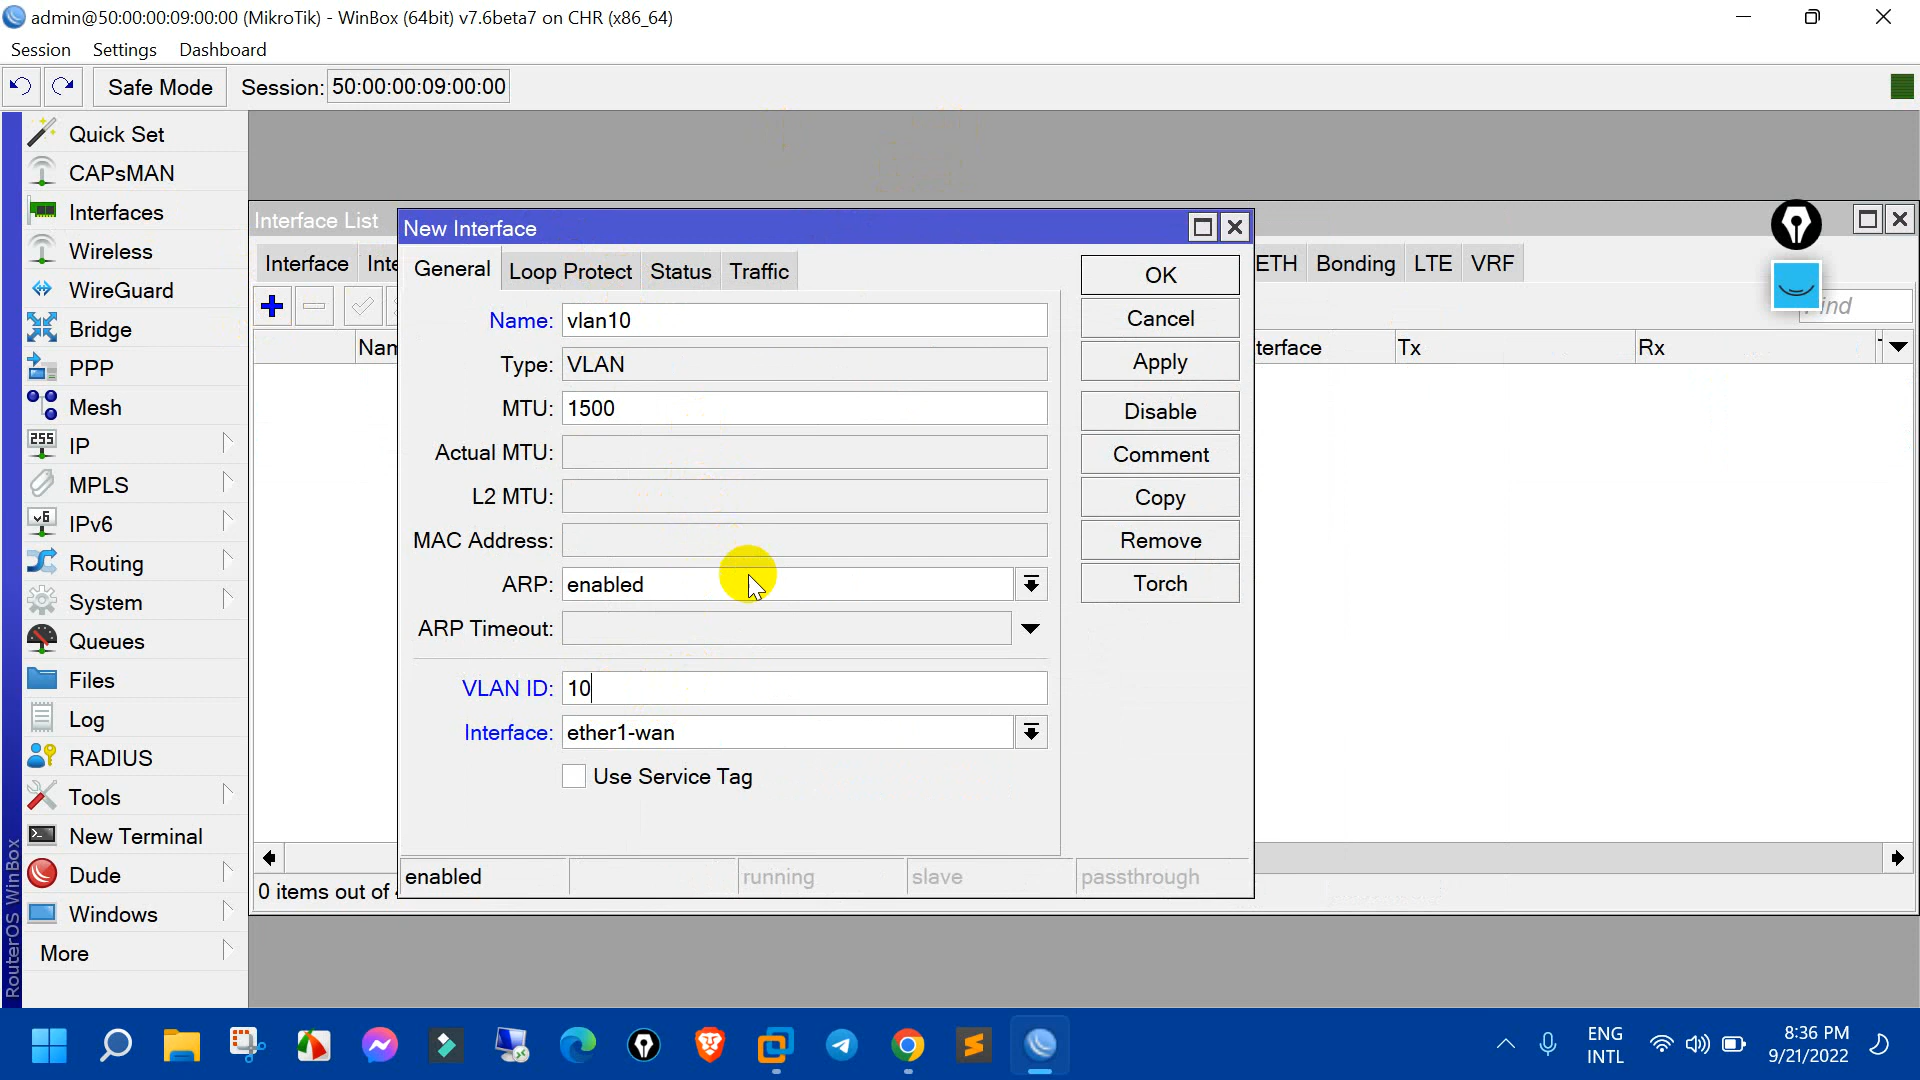 admin@50:00:00:09:00:00 (MikroTik) - WinBox (64bit) v7.6beta7 on CHR (x86_64)
Session Settings Dashboard
Safe Mode Session: 50:00:00:09:00:00
Quick Set
CAPsMAN
Interfaces
Wireless
WireGuard
Bridge
PPP
Mesh
255
IP
MPLS
v6
IPv6
Routing
System
Queues
Files
Log
RADIUS
Tools
New Terminal
Dude
Windows
More
RouterOS WinBox
Interface List
Interface Inte
ETH Bonding LTE VRF
Nam
terface Tx Rx
0 items out of
New Interface
General Loop Protect Status Traffic
Name: vlan10
Type: VLAN
MTU: 1500
Actual MTU:
L2 MTU:
MAC Address:
ARP: enabled
ARP Timeout:
VLAN ID: 10
Interface: ether1-wan
Use Service Tag
OK
Cancel
Apply
Disable
Comment
Copy
Remove
Torch
enabled running slave passthrough
ENG
INTL
8:36 PM
9/21/2022